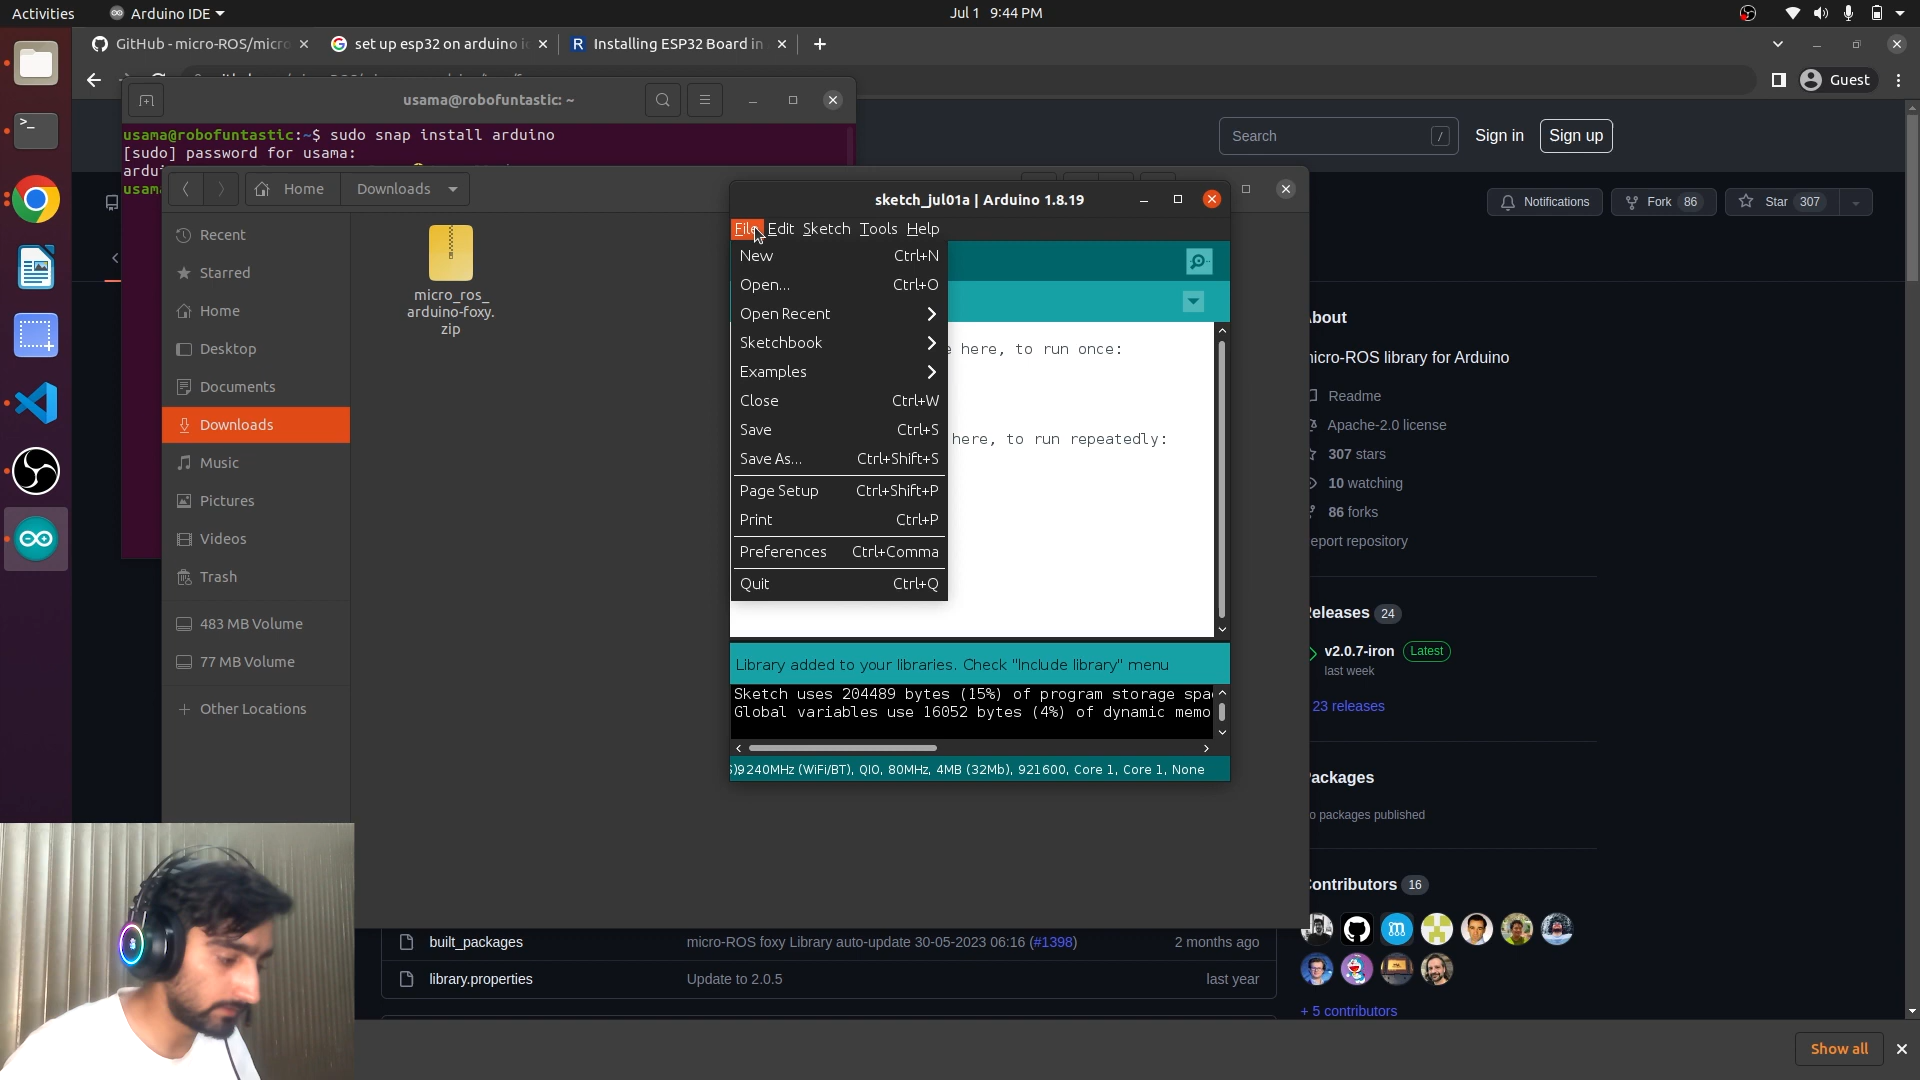 Activities
Arduino IDE
Jul 1 9:44 PM
GitHub - micro-ROS/micro
set up esp32 on arduino i
Installing ESP32 Board in
Guest
usama@robofuntastic: ~
usama@robofuntastic:~$ sudo snap install arduino
[sudo] password for usama:
ardu
usam
Search
/
Sign in
Sign up
Notifications
Fork 86
Star 307
Home
Downloads
Recent
Starred
Home
Desktop
Documents
Downloads
Music
Pictures
Videos
Trash
483 MB Volume
77 MB Volume
Other Locations
micro_ros_
arduino-foxy.
zip
sketch_jul01a | Arduino 1.8.19
File Edit Sketch Tools Help
New Ctrl+N
Open... Ctrl+O
Open Recent
Sketchbook
Examples
Close Ctrl+W
Save Ctrl+S
Save As... Ctrl+Shift+S
Page Setup Ctrl+Shift+P
Print Ctrl+P
Preferences Ctrl+Comma
Quit Ctrl+Q
e here, to run once:
here, to run repeatedly:
Library added to your libraries. Check "Include library" menu
Sketch uses 204489 bytes (15%) of program storage spa
Global variables use 16052 bytes (4%) of dynamic memo
240MHz (WiFi/BT), QIO, 80MHz, 4MB (32Mb), 921600, Core 1, Core 1, None
About
micro-ROS library for Arduino
Readme
Apache-2.0 license
307 stars
10 watching
86 forks
eport repository
Releases 24
v2.0.7-iron Latest
last week
23 releases
Packages
o packages published
Contributors 16
+ 5 contributors
built_packages micro-ROS foxy Library auto-update 30-05-2023 06:16 (#1398) 2 months ago
library.properties Update to 2.0.5 last year
Show all